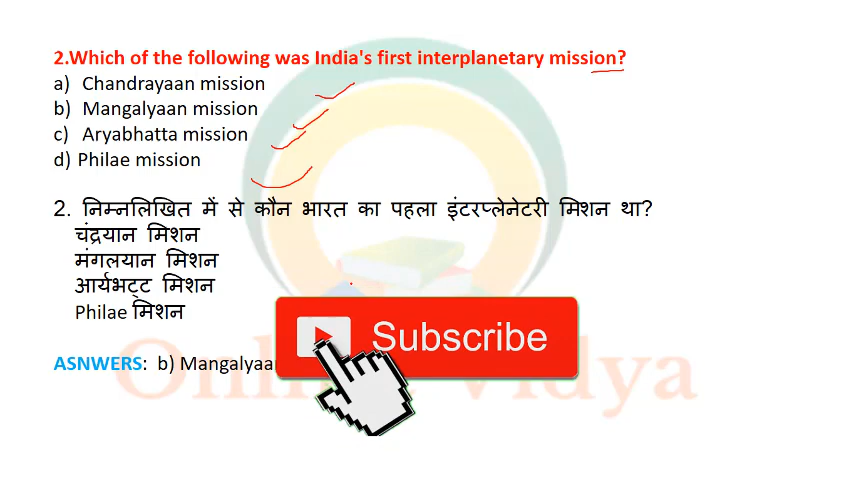 2.Which of the following was India's first interplanetary mission?
a) Chandrayaan mission
b) Mangalyaan mission
c) Aryabhatta mission
d) Philae mission
2. निम्नलिखित में से कौन भारत का पहला इंटरप्लेनेटरी मिशन था?
चंद्रयान मिशन
मंगलयान मिशन
आर्यभट्ट मिशन
Philae मिशन
Subscribe
ASNWERS: b) Mangalyaan